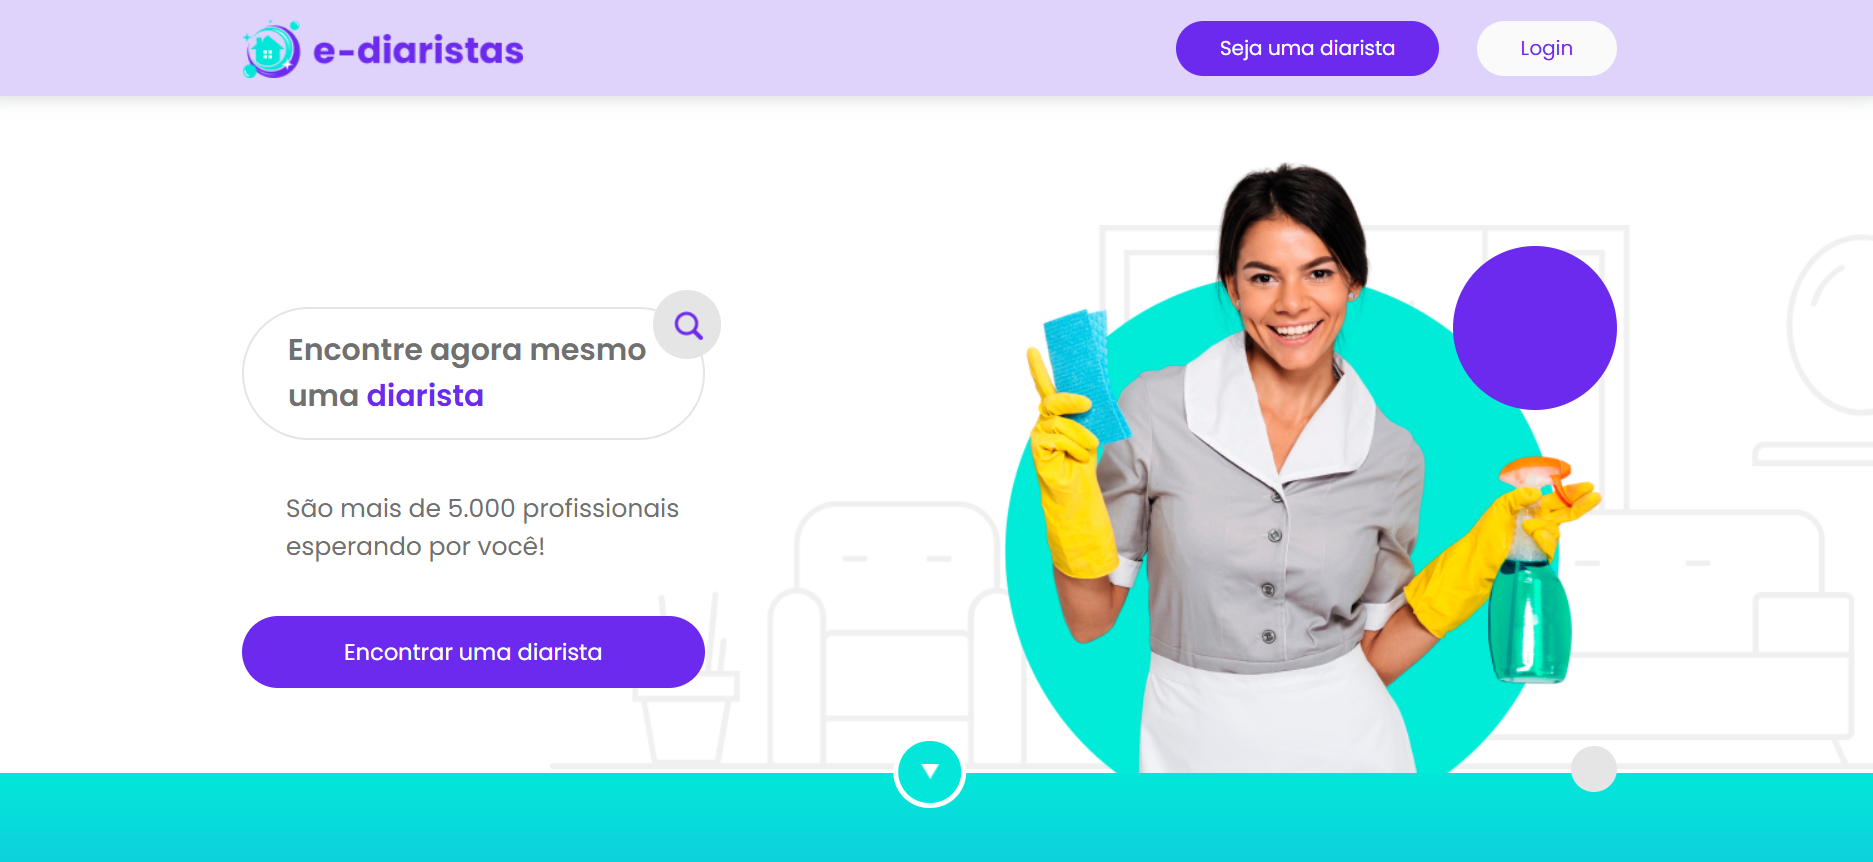 e-diaristas
Seja uma diarista
Login
Encontre agora mesmo
uma diarista
São mais de 5.000 profissionais
esperando por você!
Encontrar uma diarista